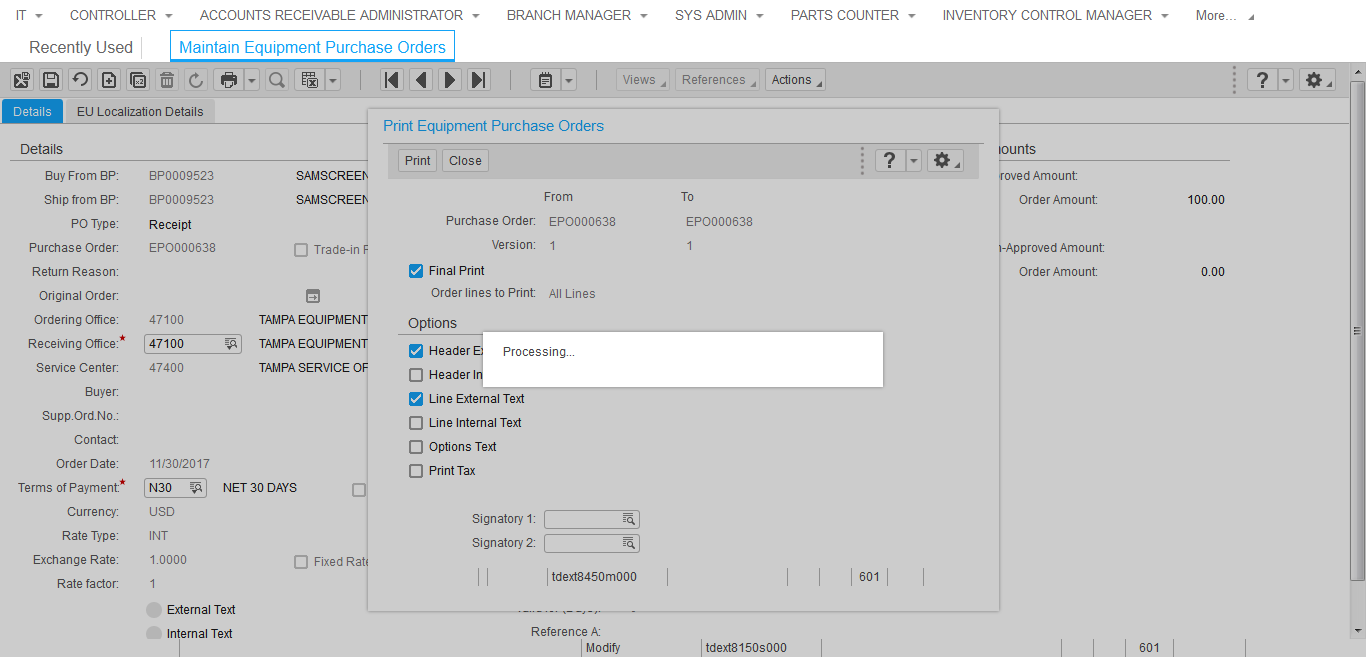 IT CONTROLLER ACCOUNTS RECEIVABLE ADMINISTRATOR BRANCH MANAGER SYS ADMIN PARTS COUNTER INVENTORY CONTROL MANAGER More...
Recently Used Maintain Equipment Purchase Orders
Views References Actions ?
Details EU Localization Details
Print Equipment Purchase Orders
Print Close ?
From To
Purchase Order: EPO000638 EPO000638
Version: 1 1
Final Print
Order lines to Print: All Lines
Options
Header
Processing...
Header
Line External Text
Line Internal Text
Options Text
Print Tax
Signatory 1:
Signatory 2:
tdext8450m000 601
Details
Buy From BP: BP0009523 SAMSCREEN
Ship from BP: BP0009523 SAMSCREEN
PO Type: Receipt
Purchase Order: EPO000638 Trade-in
Return Reason:
Original Order:
Ordering Office: 47100 TAMPA EQUIPMENT
Receiving Office:* 47100 TAMPA EQUIPMENT
Service Center: 47400 TAMPA SERVICE OF
Buyer:
Supp.Ord.No.:
Contact:
Order Date: 11/30/2017
Terms of Payment:* N30 NET 30 DAYS
Currency: USD
Rate Type: INT
Exchange Rate: 1.0000 Fixed Rate
Rate factor: 1
External Text
Internal Text
Reference A:
ounts
roved Amount:
Order Amount: 100.00
n-Approved Amount:
Order Amount: 0.00
Modify tdext8150s000 601